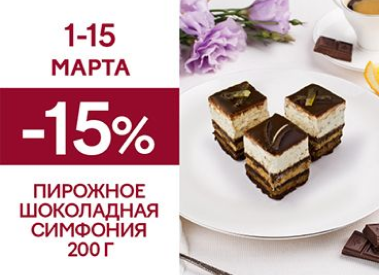 1-15
МАРТА
-15%
ПИРОЖНОЕ
ШОКОЛАДНАЯ
СИМФОНИЯ
200 Г